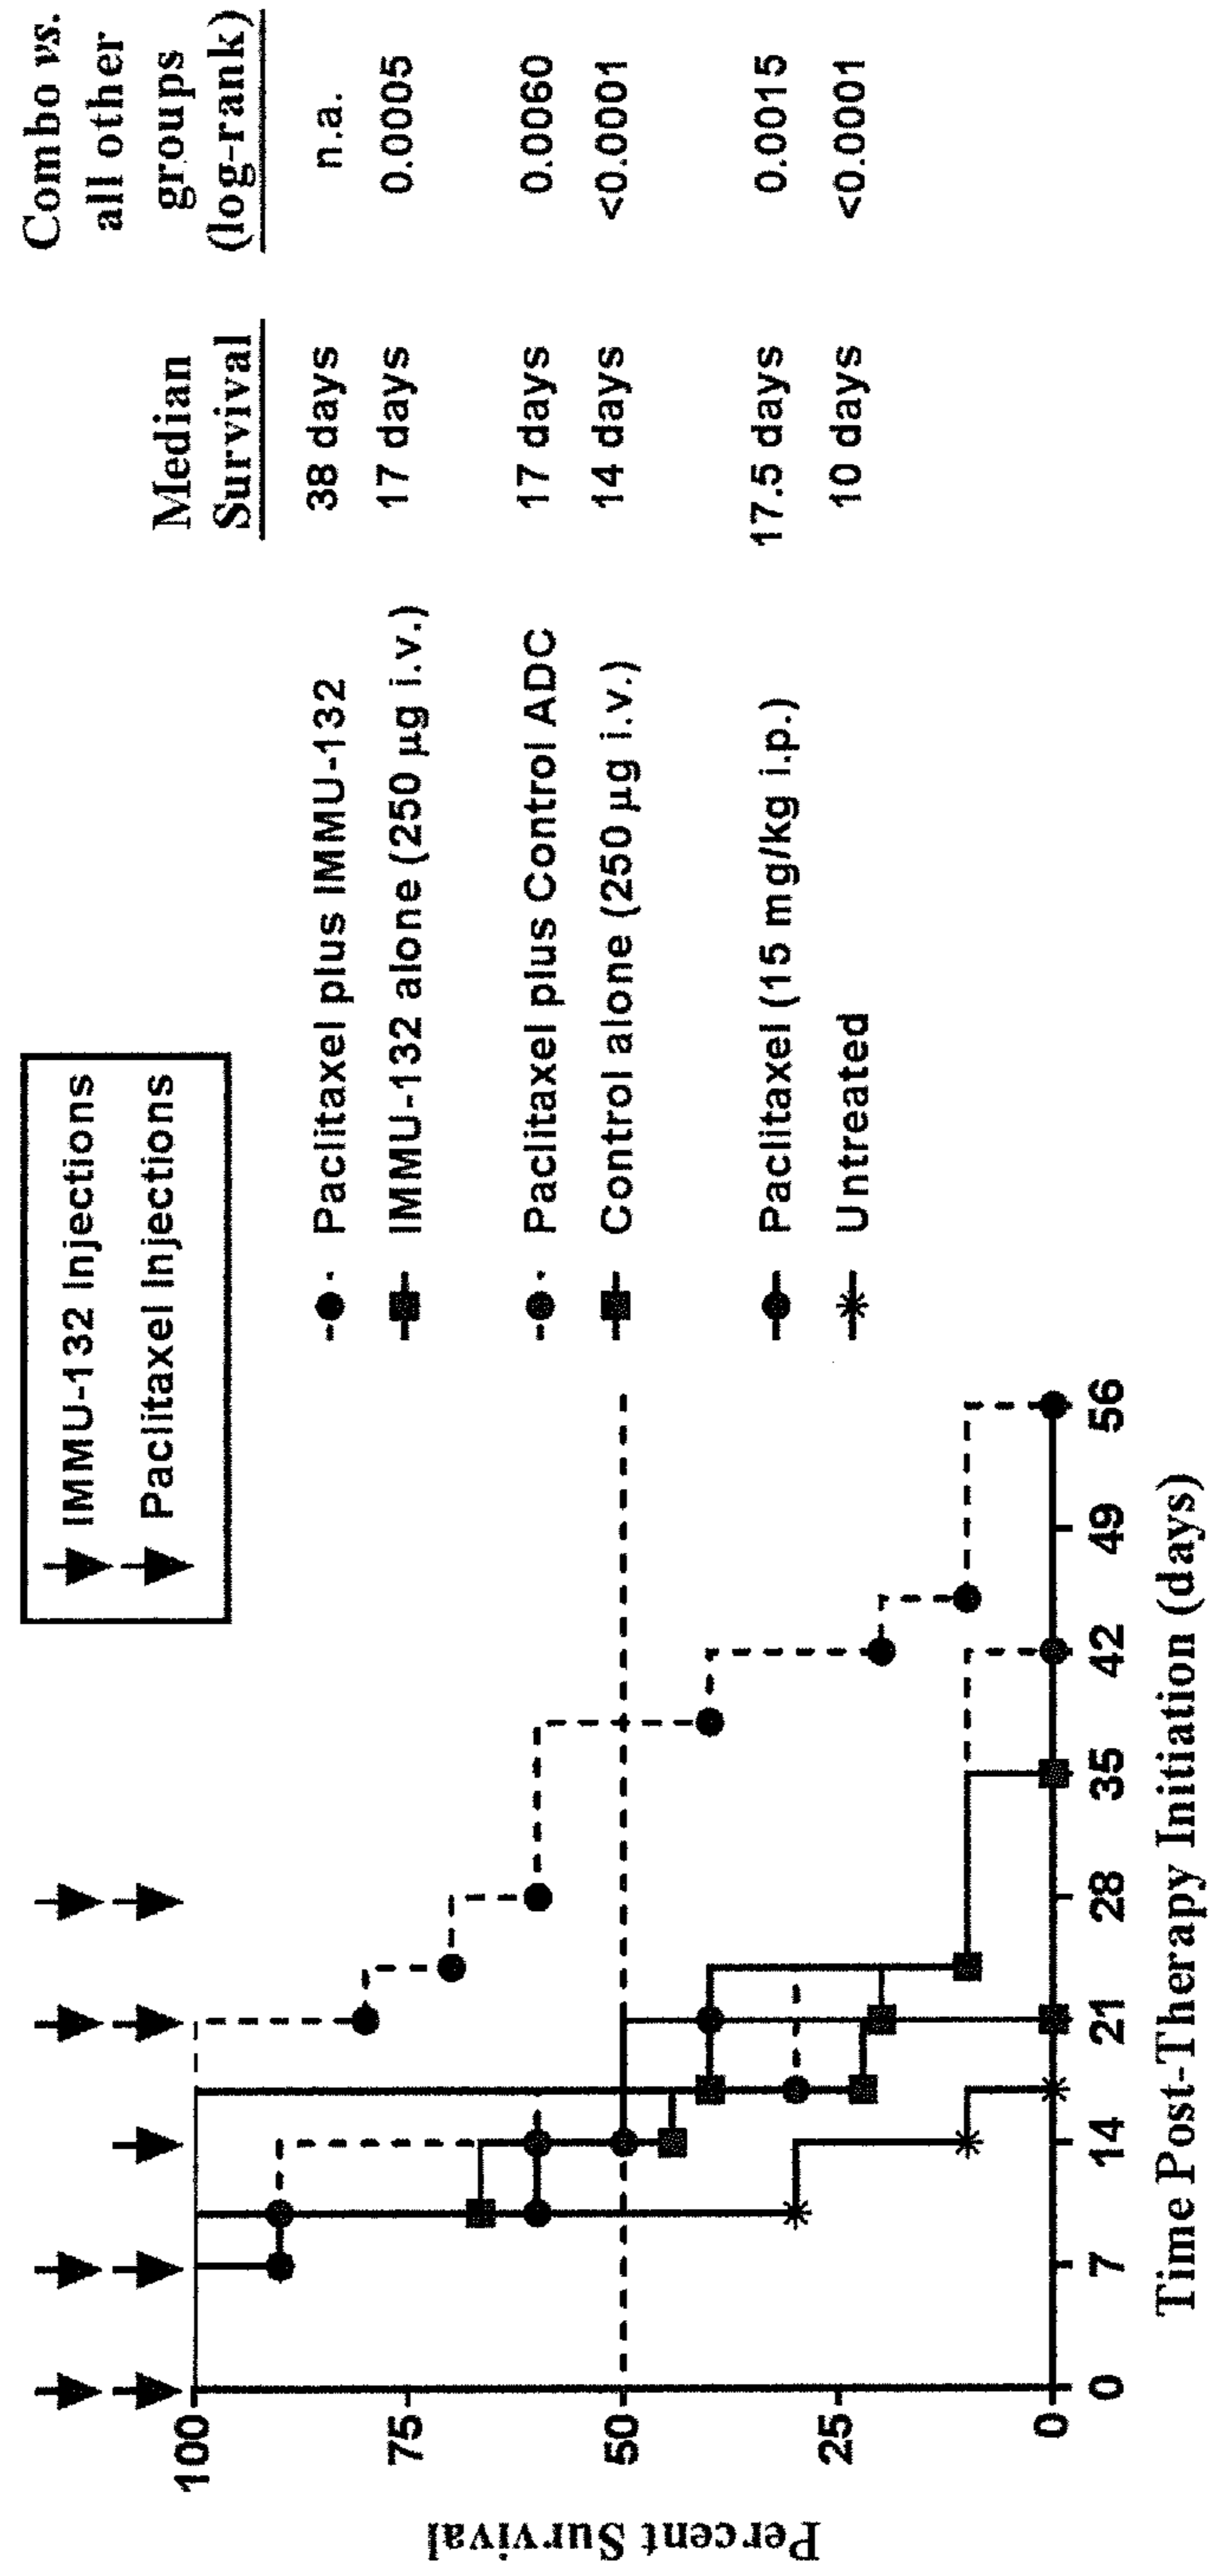 IMMU-132 Injections
Paclitaxel Injections
Combo vs.
all other
groups
(log-rank)
Median
Survival
Paclitaxel plus IMMU-132 38 days n.a.
IMMU-132 alone (250 µg i.v.) 17 days 0.0005
Paclitaxel plus Control ADC 17 days 0.0060
Control alone (250 µg i.v.) 14 days <0.0001
Paclitaxel (15 mg/kg i.p.) 17.5 days 0.0015
Untreated 10 days <0.0001
Percent Survival
100
75
50
25
0
0 7 14 21 28 35 42 49 56
Time Post-Therapy Initiation (days)